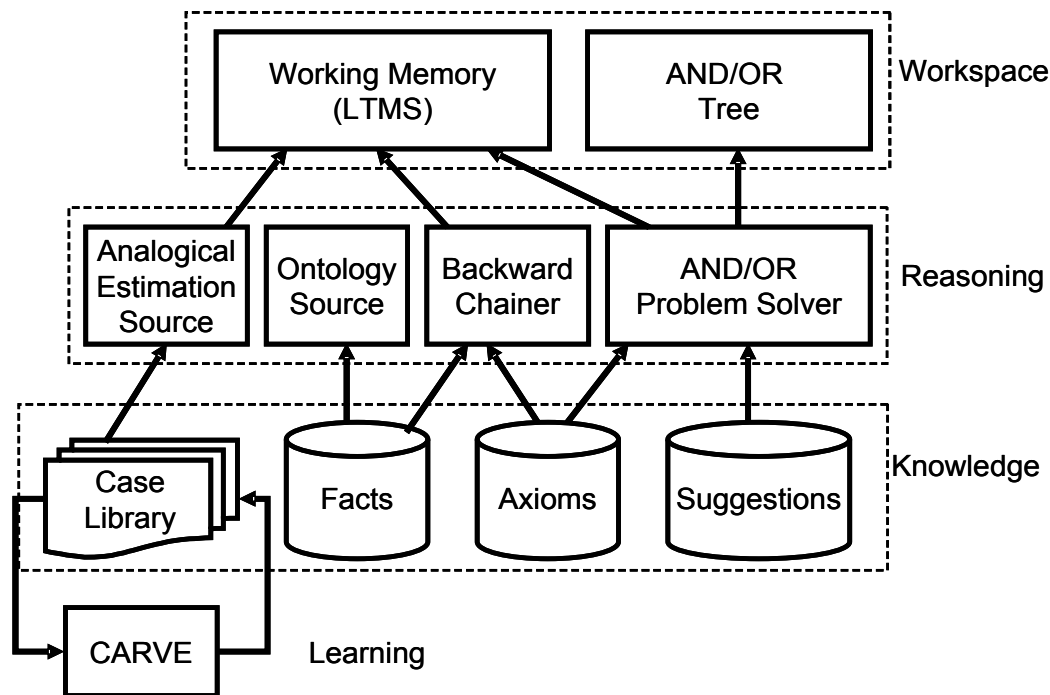 Working Memory
(LTMS)
AND/OR
Tree
Workspace
Analogical
Estimation
Source
Ontology
Source
Backward
Chainer
AND/OR
Problem Solver
Reasoning
Case
Library
Facts
Axioms
Suggestions
Knowledge
CARVE
Learning